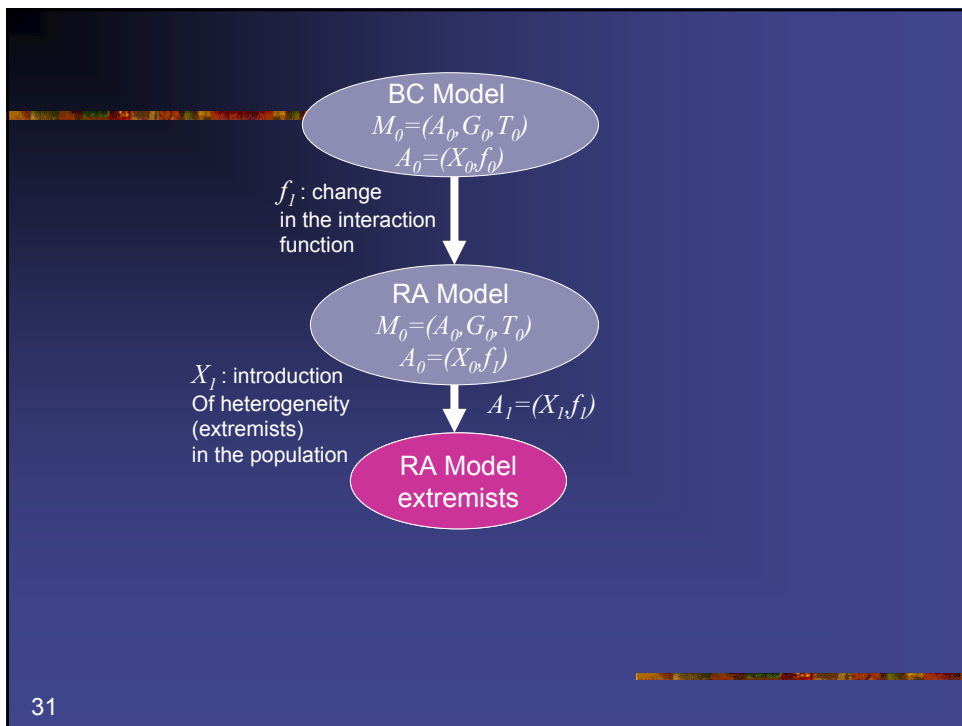 BC Model
M₀=(A₀,G₀,T₀)
A₀=(X₀,f₀)
f₁ : change
in the interaction
function
RA Model
M₀=(A₀,G₀,T₀)
A₀=(X₀,f₁)
X₁ : introduction
Of heterogeneity
(extremists)
in the population
A₁=(X₁,f₁)
RA Model
extremists
31